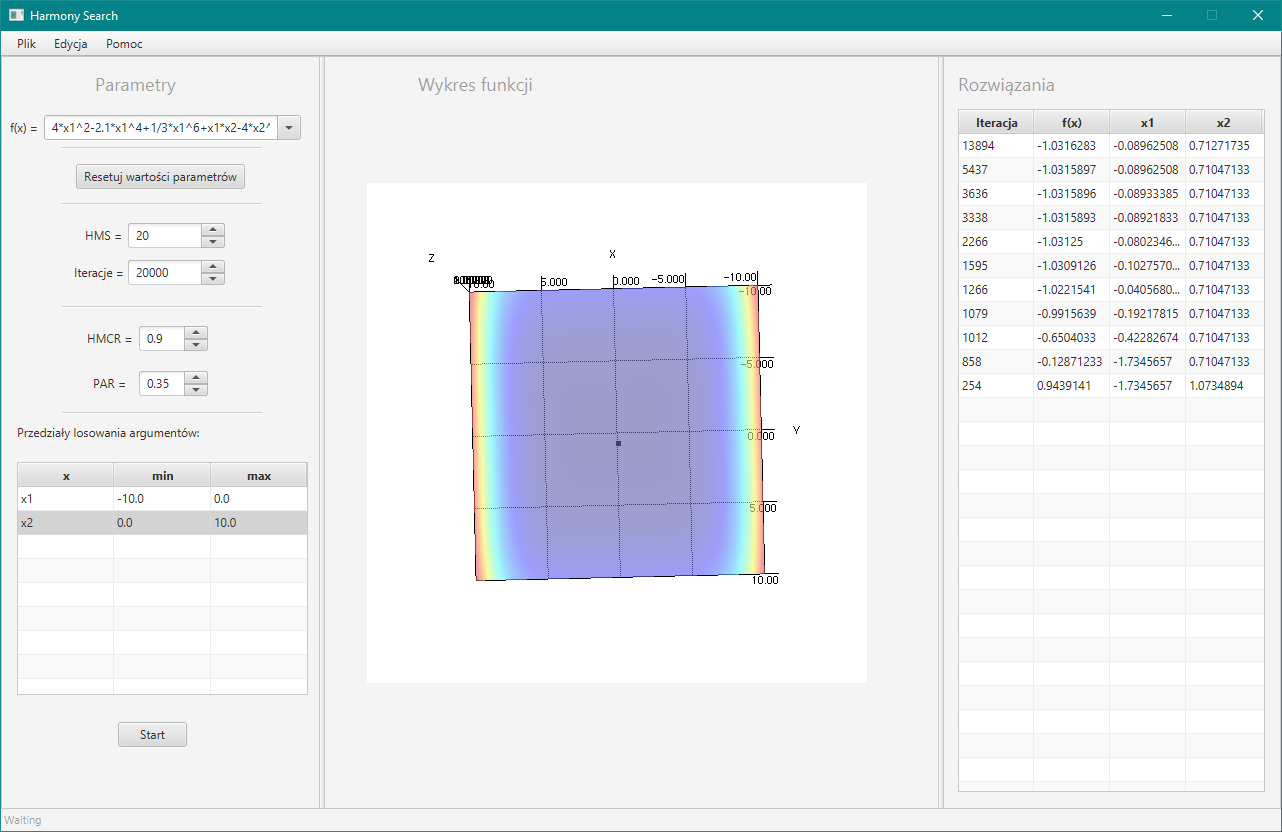 Harmony Search
Plik Edycja Pomoc
Parametry
f(x) = 4*x1^2-2.1*x1^4+1/3*x1^6+x1*x2-4*x2^
Resetuj wartości parametrów
HMS = 20
Iteracje = 20000
HMCR = 0.9
PAR = 0.35
Przedziały losowania argumentów:
x min max
x1 -10.0 0.0
x2 0.0 10.0
Start
Wykres funkcji
Z X
5.000 0.000 -5.000 -10.00
-10.00
-5.000
0.000 Y
5.000
10.00
Rozwiązania
Iteracja f(x) x1 x2
13894 -1.0316283 -0.08962508 0.71271735
5437 -1.0315897 -0.08962508 0.71047133
3636 -1.0315896 -0.08933385 0.71047133
3338 -1.0315893 -0.08921833 0.71047133
2266 -1.03125 -0.0802346... 0.71047133
1595 -1.0309126 -0.1027570... 0.71047133
1266 -1.0221541 -0.0405680... 0.71047133
1079 -0.9915639 -0.19217815 0.71047133
1012 -0.6504033 -0.42282674 0.71047133
858 -0.12871233 -1.7345657 0.71047133
254 0.9439141 -1.7345657 1.0734894
Waiting